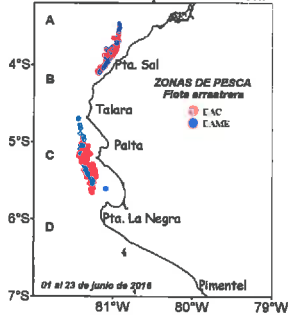 A
4°S
Pta. Sal
B
ZONAS DE PESCA
Flota arrastrera
EAC
EAME
Talara
5°S
Paita
C
6°S
Pta. La Negra
D
01 al 23 de junio de 2016
Pimentel
7°S
81°W
80°W
79°W